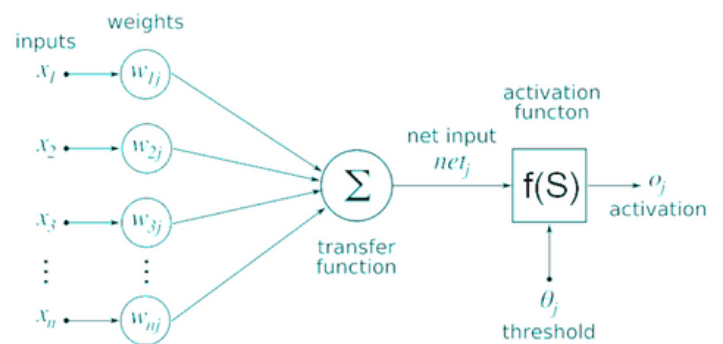 weights
inputs
x₁
w₁ⱼ
activation
functon
x₂
w₂ⱼ
net input
netⱼ
Σ
f(S)
oⱼ
activation
x₃
w₃ⱼ
transfer
function
θⱼ
threshold
xₙ
wₙⱼ